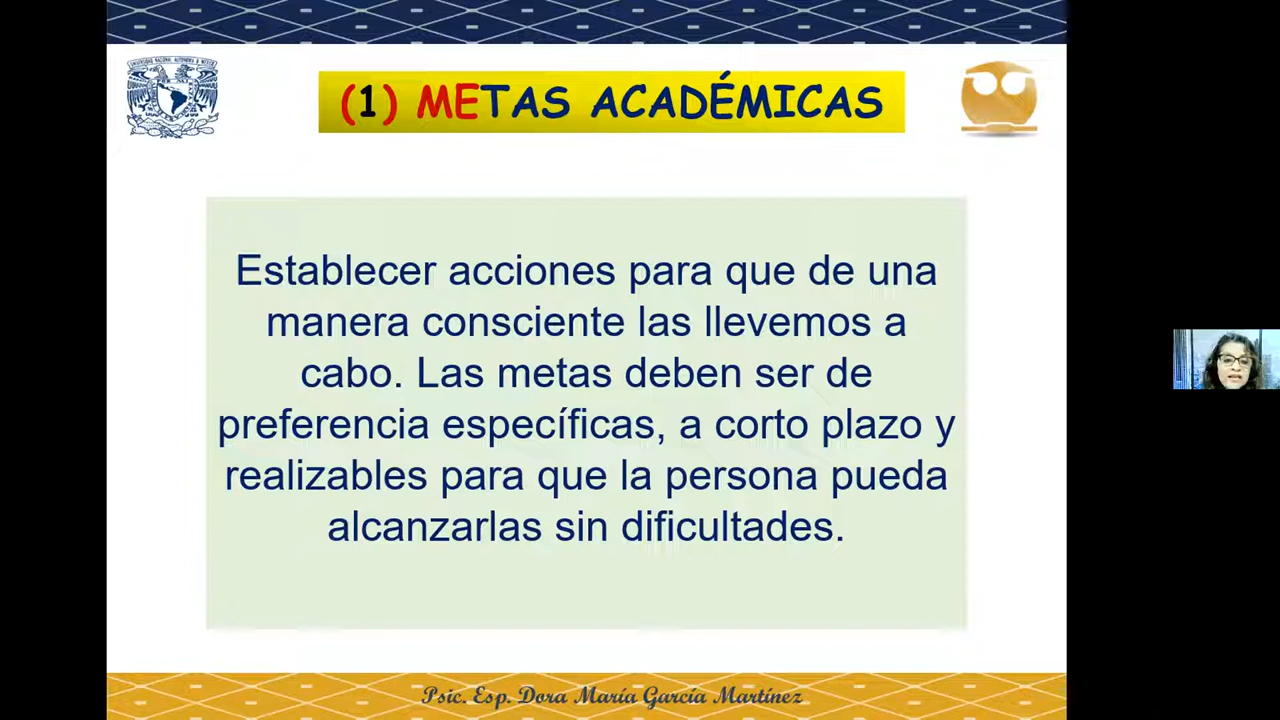 (1) METAS ACADÉMICAS
Establecer acciones para que de una
manera consciente las llevemos a
cabo. Las metas deben ser de
preferencia específicas, a corto plazo y
realizables para que la persona pueda
alcanzarlas sin dificultades.
Psic. Esp. Dora María García Martínez